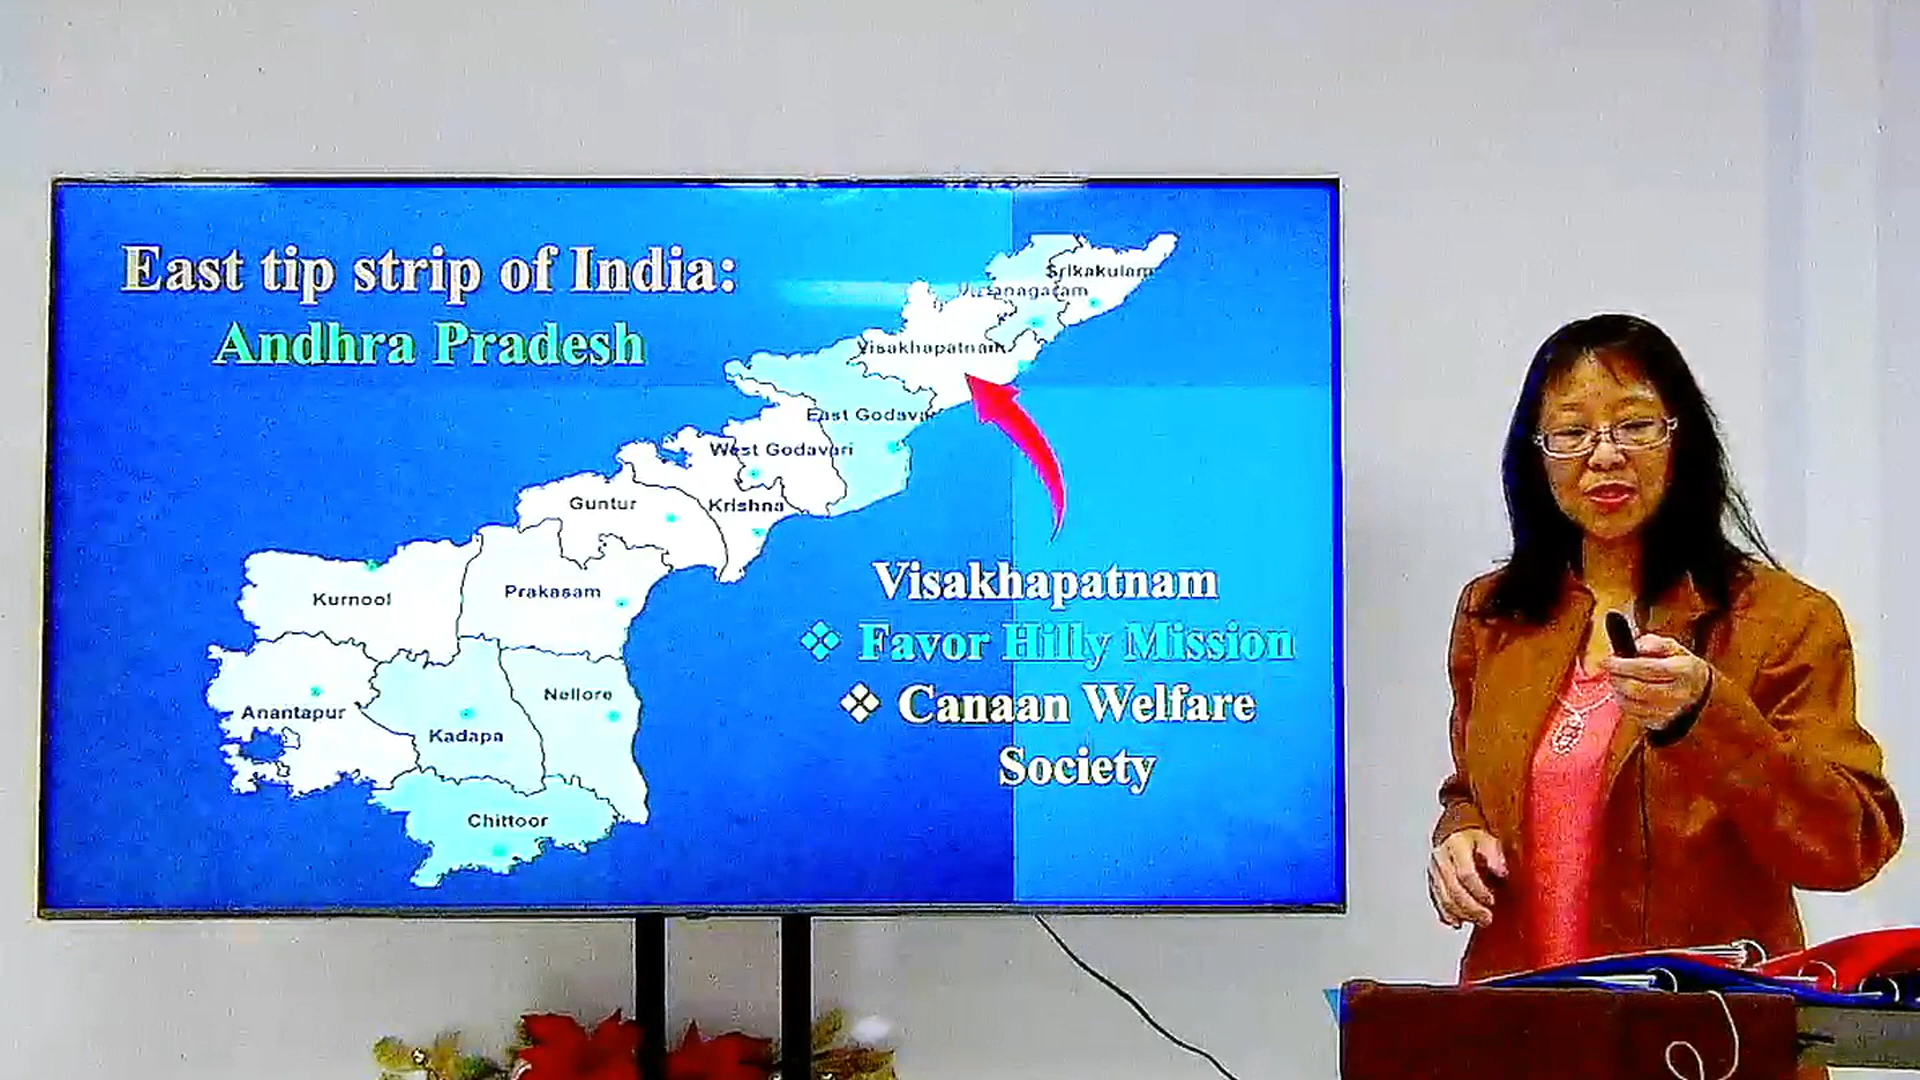 East tip strip of India:
Andhra Pradesh
Srikakulam
Vizianagaram
Visakhapatnam
East Godavari
West Godavari
Guntur
Krishna
Prakasam
Kurnool
Nellore
Anantapur
Kadapa
Chittoor
Visakhapatnam
❖ Favor Hilly Mission
❖ Canaan Welfare
Society